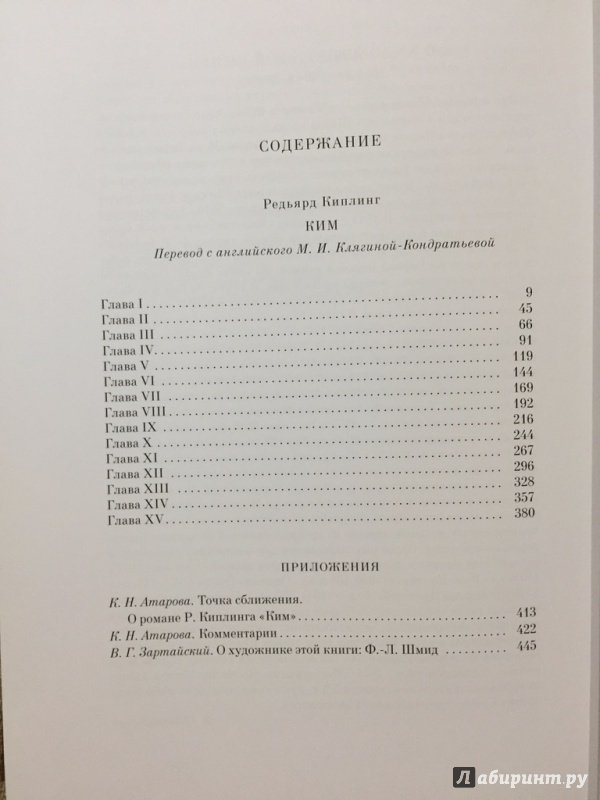 СОДЕРЖАНИЕ
Редьярд Киплинг
КИМ
Перевод с английского М. И. Клягиной-Кондратьевой
Глава I 9
Глава II 45
Глава III 66
Глава IV 91
Глава V 119
Глава VI 144
Глава VII 169
Глава VIII 192
Глава IX 216
Глава X 244
Глава XI 267
Глава XII 296
Глава XIII 328
Глава XIV 357
Глава XV 380
ПРИЛОЖЕНИЯ
К. Н. Атарова. Точка сближения.
О романе Р. Киплинга «Ким» 413
К. Н. Атарова. Комментарии 422
В. Г. Зартайский. О художнике этой книги: Ф.-Л. Шмид 445
Лабиринт.ру